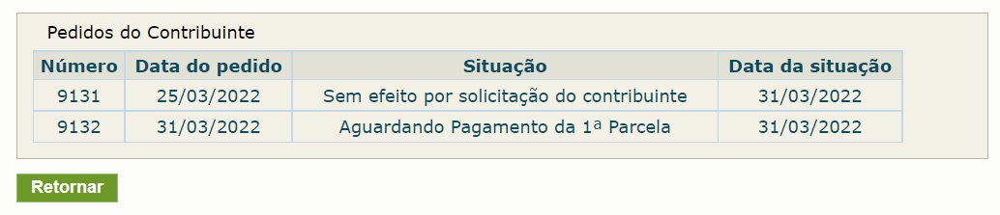 Pedidos do Contribuinte
Número Data do pedido Situação Data da situação
9131 25/03/2022 Sem efeito por solicitação do contribuinte 31/03/2022
9132 31/03/2022 Aguardando Pagamento da 1ª Parcela 31/03/2022
Retornar